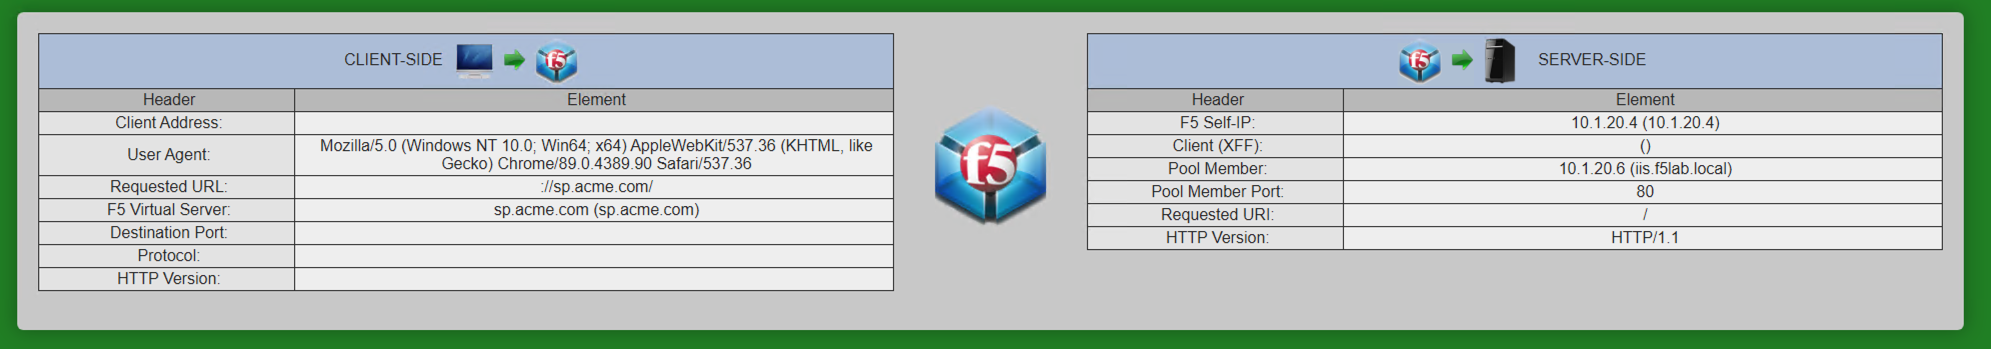 CLIENT-SIDE
f5
Header Element
Client Address:
User Agent: Mozilla/5.0 (Windows NT 10.0; Win64; x64) AppleWebKit/537.36 (KHTML, like
Gecko) Chrome/89.0.4389.90 Safari/537.36
Requested URL: ://sp.acme.com/
F5 Virtual Server: sp.acme.com (sp.acme.com)
Destination Port:
Protocol:
HTTP Version:
f5
f5
SERVER-SIDE
Header Element
F5 Self-IP: 10.1.20.4 (10.1.20.4)
Client (XFF): ()
Pool Member: 10.1.20.6 (iis.f5lab.local)
Pool Member Port: 80
Requested URI: /
HTTP Version: HTTP/1.1